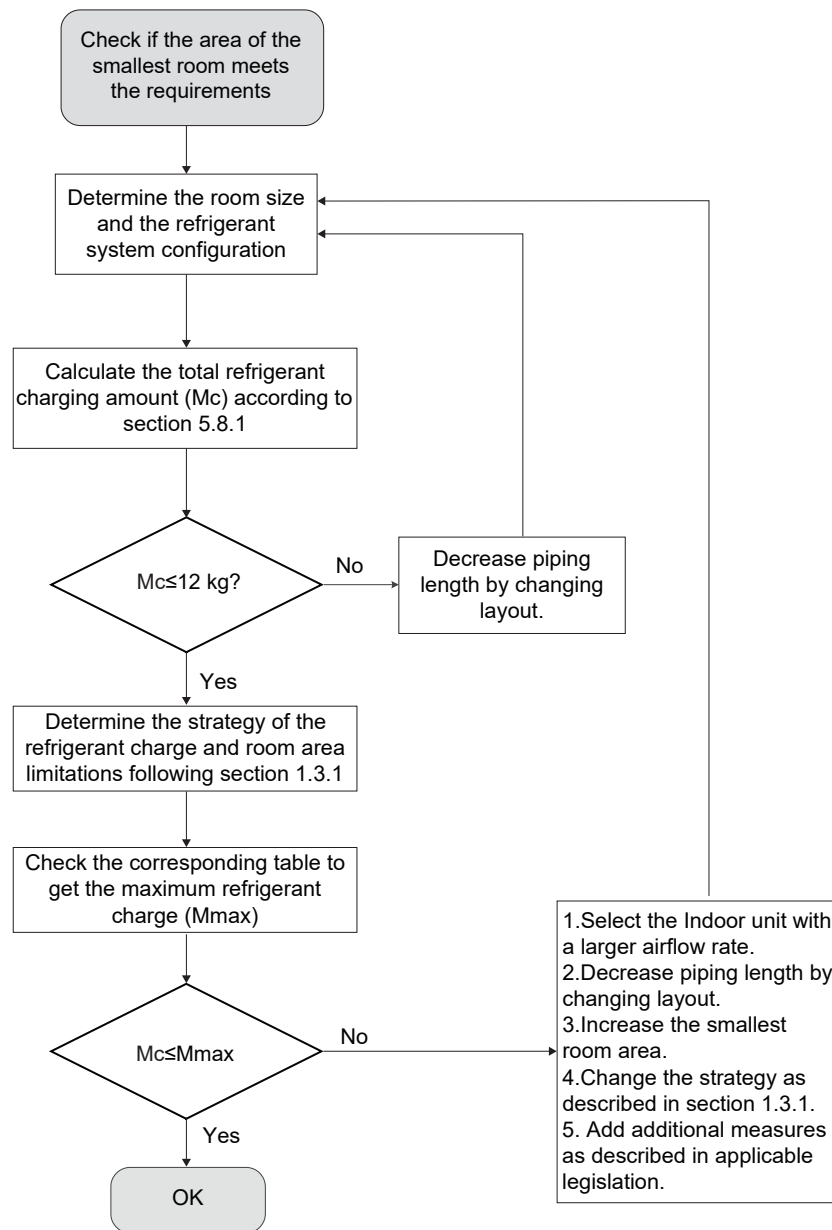 Check if the area of the
smallest room meets
the requirements
Determine the room size
and the refrigerant
system configuration
Calculate the total refrigerant
charging amount (Mc) according to
section 5.8.1
Mc≤12 kg?
No
Decrease piping
length by changing
layout.
Yes
Determine the strategy of the
refrigerant charge and room area
limitations following section 1.3.1
Check the corresponding table to
get the maximum refrigerant
charge (Mmax)
Mc≤Mmax
No
1.Select the Indoor unit with
a larger airflow rate.
2.Decrease piping length by
changing layout.
3.Increase the smallest
room area.
4.Change the strategy as
described in section 1.3.1.
5. Add additional measures
as described in applicable
legislation.
Yes
OK